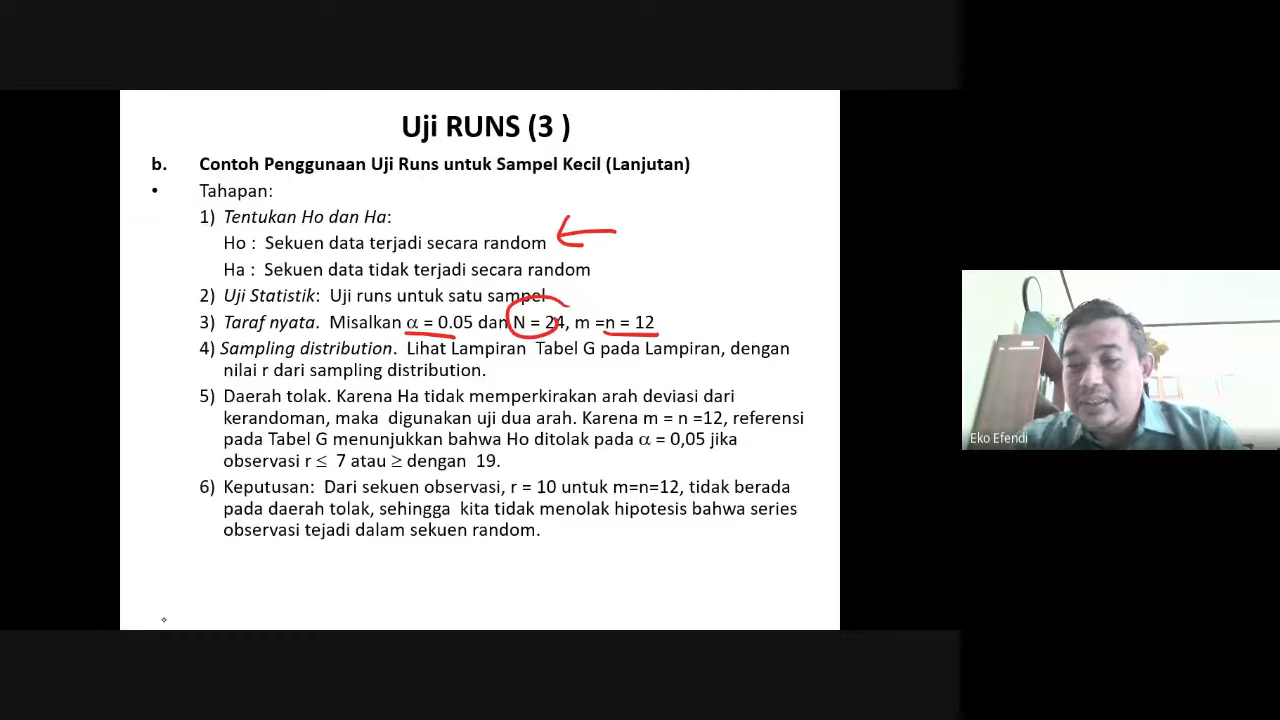 Uji RUNS (3 )
b. Contoh Penggunaan Uji Runs untuk Sampel Kecil (Lanjutan)
• Tahapan:
1) Tentukan Ho dan Ha:
Ho : Sekuen data terjadi secara random
Ha : Sekuen data tidak terjadi secara random
2) Uji Statistik: Uji runs untuk satu sampel
3) Taraf nyata. Misalkan α = 0.05 dan N = 24, m =n = 12
4) Sampling distribution. Lihat Lampiran Tabel G pada Lampiran, dengan
nilai r dari sampling distribution.
5) Daerah tolak. Karena Ha tidak memperkirakan arah deviasi dari
kerandoman, maka digunakan uji dua arah. Karena m = n =12, referensi
pada Tabel G menunjukkan bahwa Ho ditolak pada α = 0,05 jika
observasi r ≤ 7 atau ≥ dengan 19.
6) Keputusan: Dari sekuen observasi, r = 10 untuk m=n=12, tidak berada
pada daerah tolak, sehingga kita tidak menolak hipotesis bahwa series
observasi tejadi dalam sekuen random.
Eko Efendi